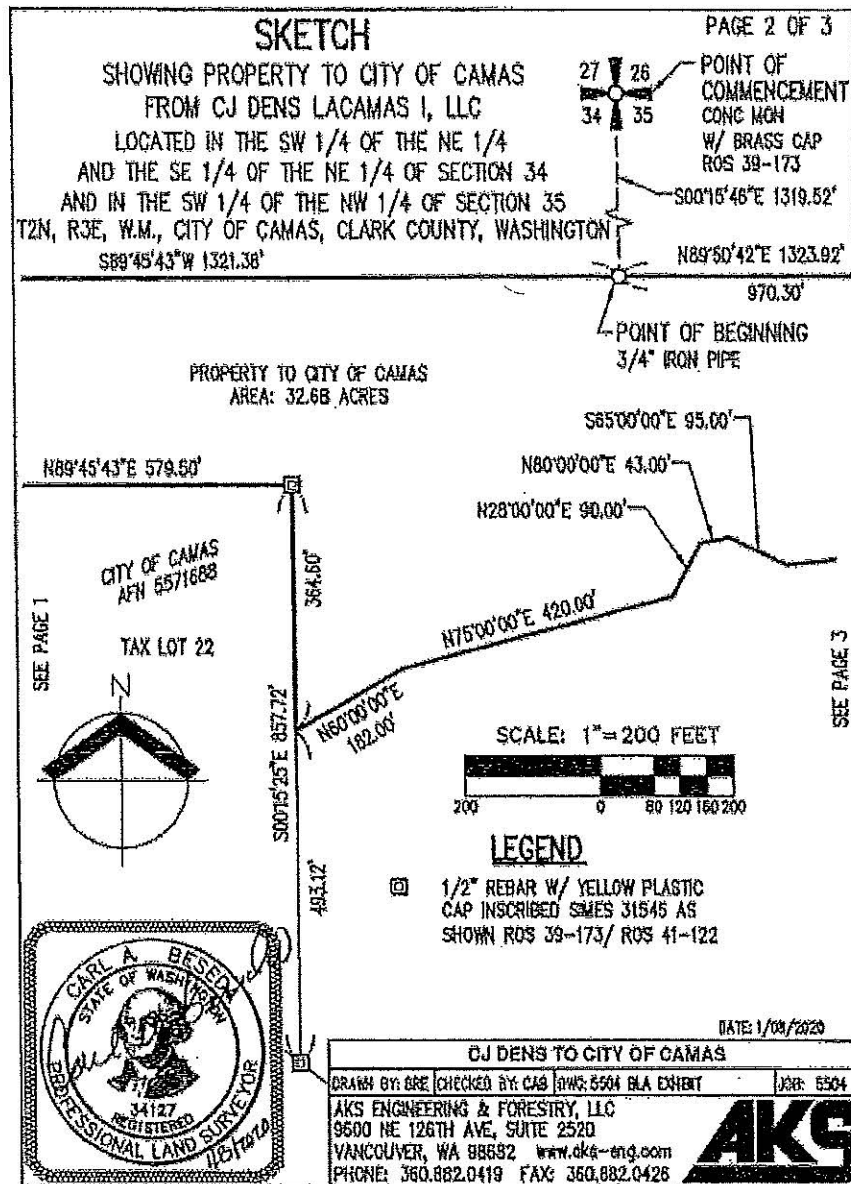 SKETCH
SHOWING PROPERTY TO CITY OF CAMAS
FROM CJ DENS LACAMAS I, LLC
LOCATED IN THE SW 1/4 OF THE NE 1/4
AND THE SE 1/4 OF THE NE 1/4 OF SECTION 34
AND IN THE SW 1/4 OF THE NW 1/4 OF SECTION 35
T2N, R3E, W.M., CITY OF CAMAS, CLARK COUNTY, WASHINGTON
PAGE 2 OF 3
27 26
34 35
POINT OF
COMMENCEMENT
CONC MON
W/ BRASS CAP
ROS 39-173
S00°15'46"E 1319.52'
S89°45'43"W 1321.36'
N89°50'42"E 1323.92'
970.30'
POINT OF BEGINNING
3/4" IRON PIPE
PROPERTY TO CITY OF CAMAS
AREA: 32.68 ACRES
S65°00'00"E 95.00'
N80°00'00"E 43.00'
N28°00'00"E 90.00'
N89°45'43"E 579.50'
CITY OF CAMAS
AFN 5571688
TAX LOT 22
SEE PAGE 1
364.60'
N75°00'00"E 420.00'
N60°00'00"E
182.00'
S00°15'25"E 857.72'
493.12'
SEE PAGE 3
N
SCALE: 1"= 200 FEET
200 0 80 120 160 200
LEGEND
1/2" REBAR W/ YELLOW PLASTIC
CAP INSCRIBED SMES 31545 AS
SHOWN ROS 39-173/ ROS 41-122
CARL A. BESEDA
STATE OF WASHINGTON
34127
REGISTERED
PROFESSIONAL LAND SURVEYOR
1/8/2020
DATE: 1/08/2020
CJ DENS TO CITY OF CAMAS
DRAWN BY: BRE CHECKED BY: CAB DWG: 5504 BLA EXHIBIT JOB: 5504
AKS ENGINEERING & FORESTRY, LLC
9600 NE 126TH AVE, SUITE 2520
VANCOUVER, WA 98682 www.aks-eng.com
PHONE: 360.882.0419 FAX: 360.882.0426
AKS